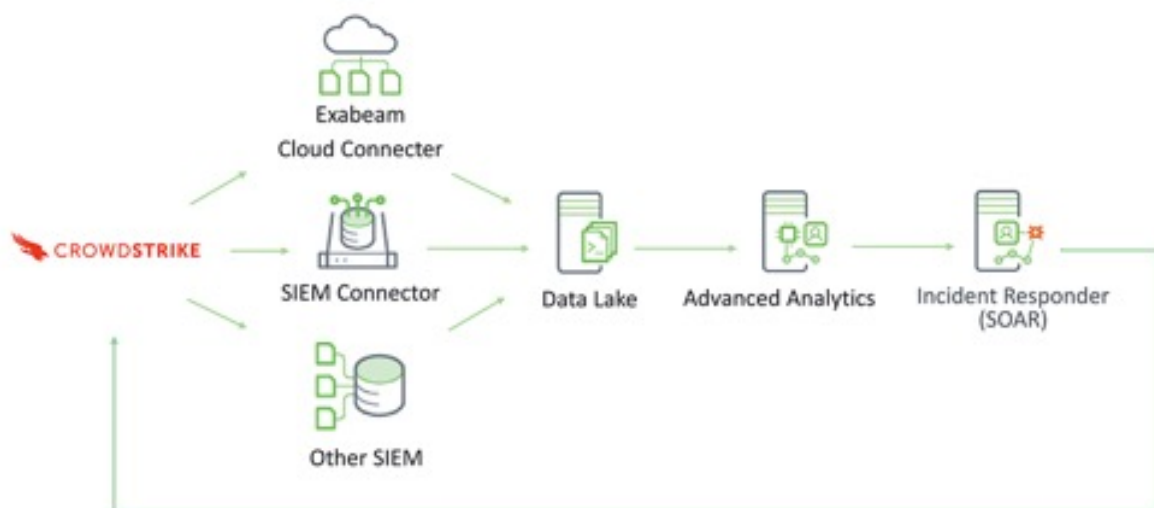 Exabeam
Cloud Connecter
CROWDSTRIKE
SIEM Connector
Data Lake
Advanced Analytics
Incident Responder
(SOAR)
Other SIEM